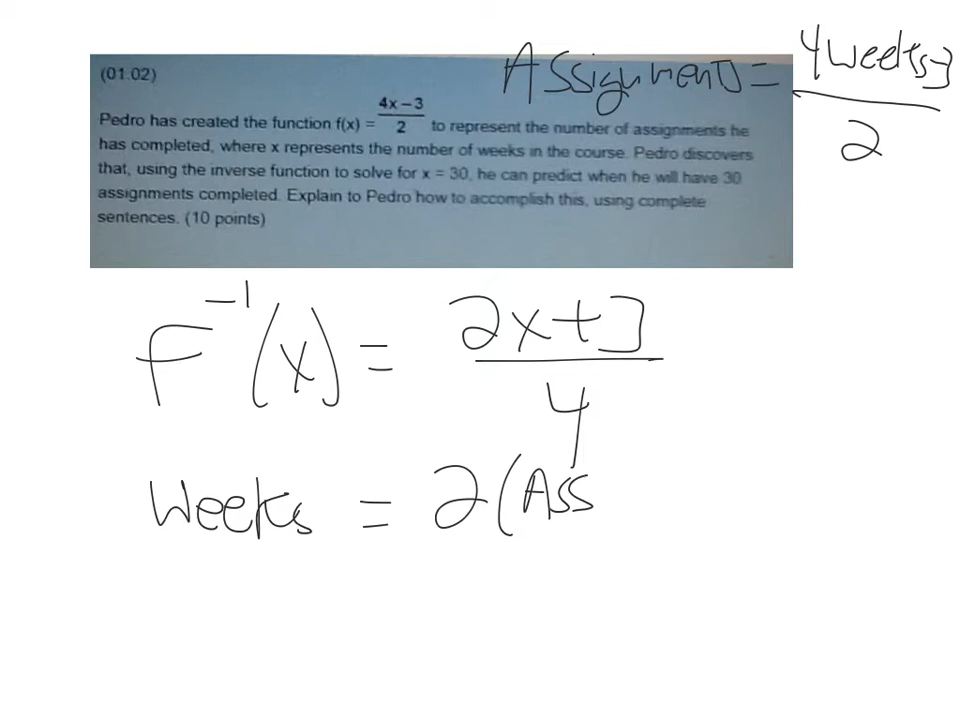 Assignments = 4 weeks-3
2
(01.02)
4x-3
Pedro has created the function f(x) = 2 to represent the number of assignments he
has completed, where x represents the number of weeks in the course. Pedro discovers
that, using the inverse function to solve for x = 30, he can predict when he will have 30
assignments completed. Explain to Pedro how to accomplish this, using complete
sentences. (10 points)
F⁻¹(x) = 2x+3
4
Weeks = 2(Ass